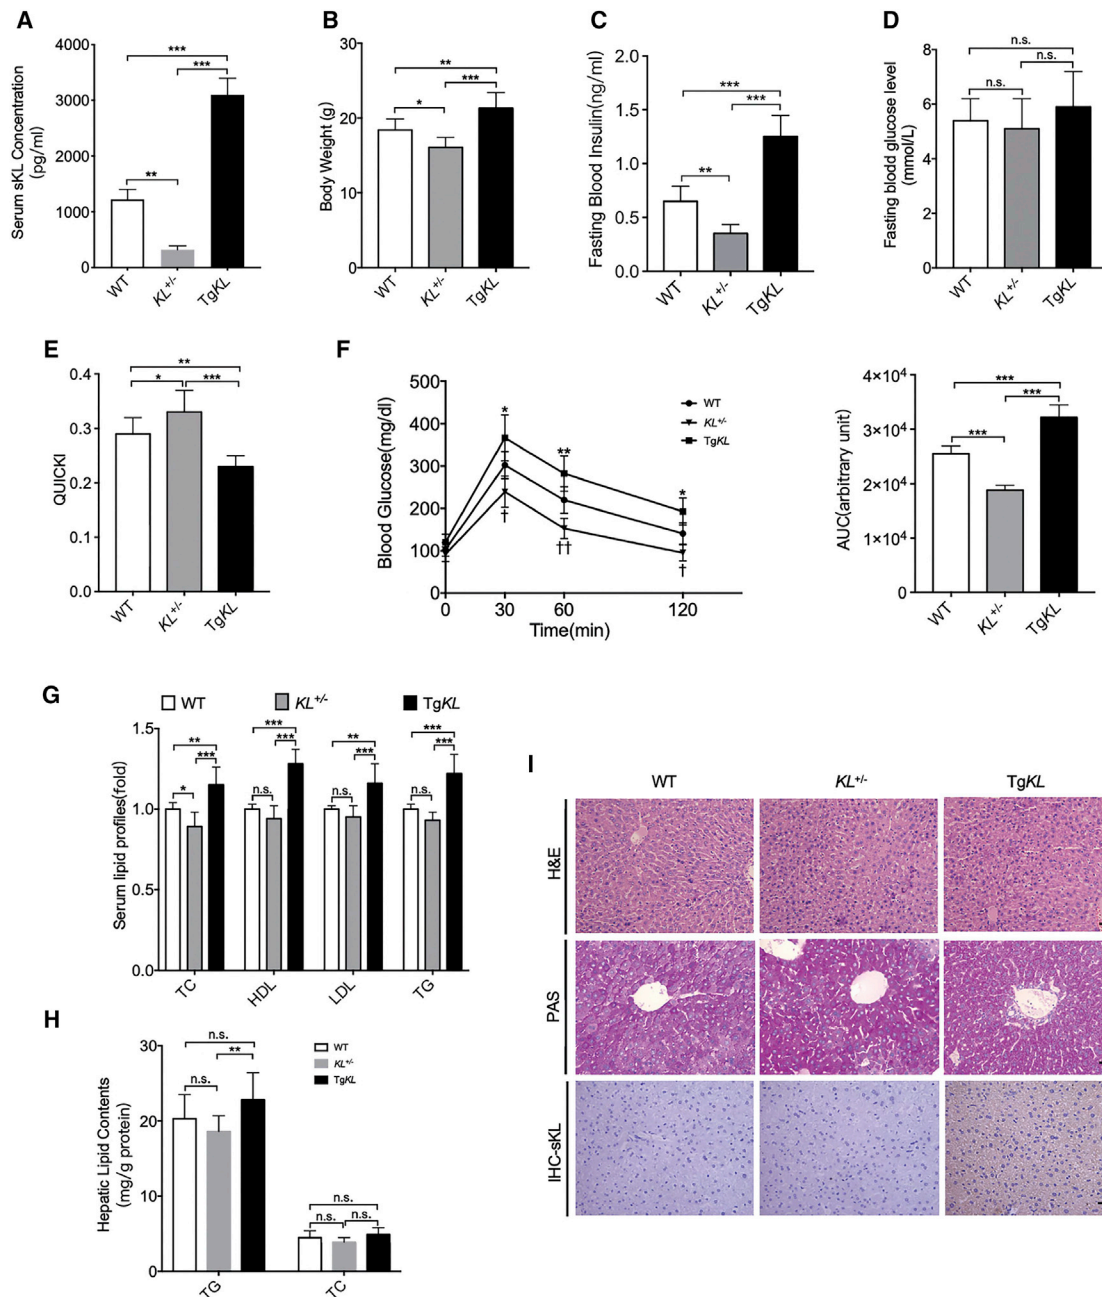 A
Serum sKL Concentration
(pg/ml)
4000
3000
2000
1000
0
***
***
**
WT
KL+/-
TgKL
B
Body Weight (g)
30
20
10
0
**
***
*
WT
KL+/-
TgKL
C
Fasting Blood Insulin(ng/ml)
2.0
1.5
1.0
0.5
0.0
***
***
**
WT
KL+/-
TgKL
D
Fasting blodd glucose level
(mmol/L)
8
6
4
2
0
n.s.
n.s.
n.s.
WT
KL+/-
TgKL
E
QUICKI
0.4
0.3
0.2
0.1
0.0
**
*
***
WT
KL+/-
TgKL
F
Blood Glucose(mg/dl)
500
400
300
200
100
0
*
**
*
†
††
†
0
30
60
120
Time(min)
WT
KL+/-
TgKL
AUC(arbitrary unit)
4×10⁴
3×10⁴
2×10⁴
1×10⁴
0
***
***
***
WT
KL+/-
TgKL
G
WT
KL+/-
TgKL
Serum lipid profiles(fold)
1.5
1.0
0.5
0.0
**
***
*
***
***
n.s.
**
***
n.s.
***
***
n.s.
TC
HDL
LDL
TG
H
Hepatic Lipid Contents
(mg/g protein)
30
20
10
0
n.s.
**
n.s.
n.s.
n.s.
n.s.
WT
KL+/-
TgKL
TG
TC
I
WT
KL+/-
TgKL
H&E
PAS
IHC-sKL